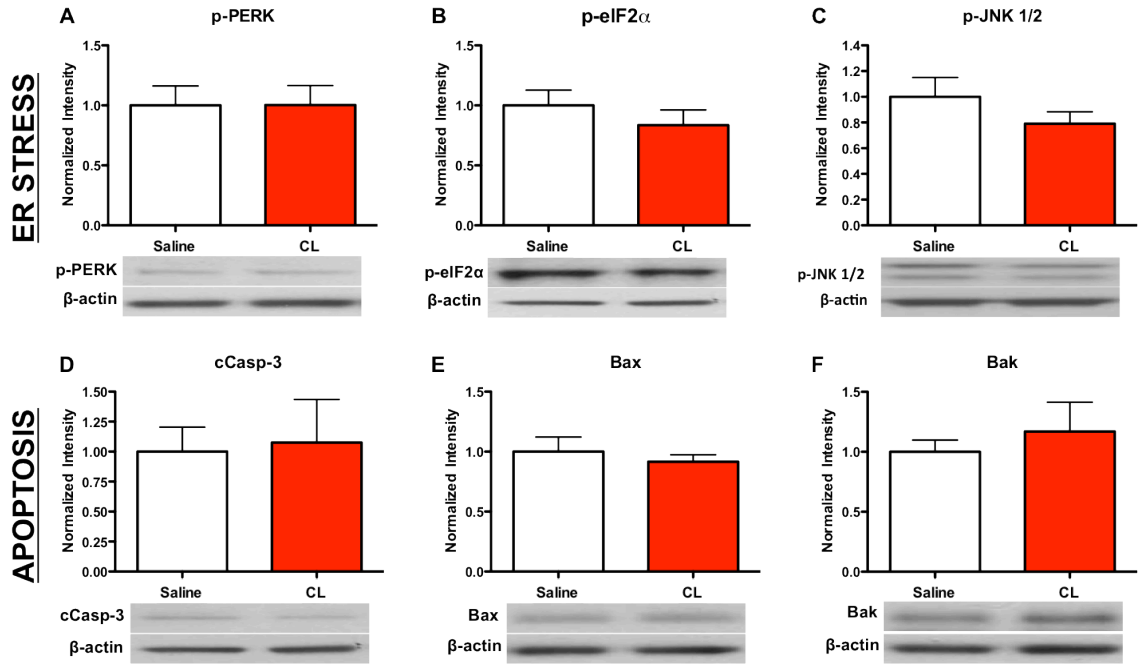 ER STRESS
A
p-PERK
Normalized Intensity
1.5
1.0
0.5
0.0
Saline CL
p-PERK
β-actin
B
p-eIF2α
Normalized Intensity
1.5
1.0
0.5
0.0
Saline CL
p-eIF2α
β-actin
C
p-JNK 1/2
Normalized Intensity
1.4
1.2
1.0
0.8
0.6
0.4
0.2
0.0
Saline CL
p-JNK 1/2
β-actin
APOPTOSIS
D
cCasp-3
Normalized Intensity
1.50
1.25
1.00
0.75
0.50
0.25
0.00
Saline CL
cCasp-3
β-actin
E
Bax
Normalized Intensity
1.5
1.0
0.5
0.0
Saline CL
Bax
β-actin
F
Bak
Normalized Intensity
1.5
1.0
0.5
0.0
Saline CL
Bak
β-actin